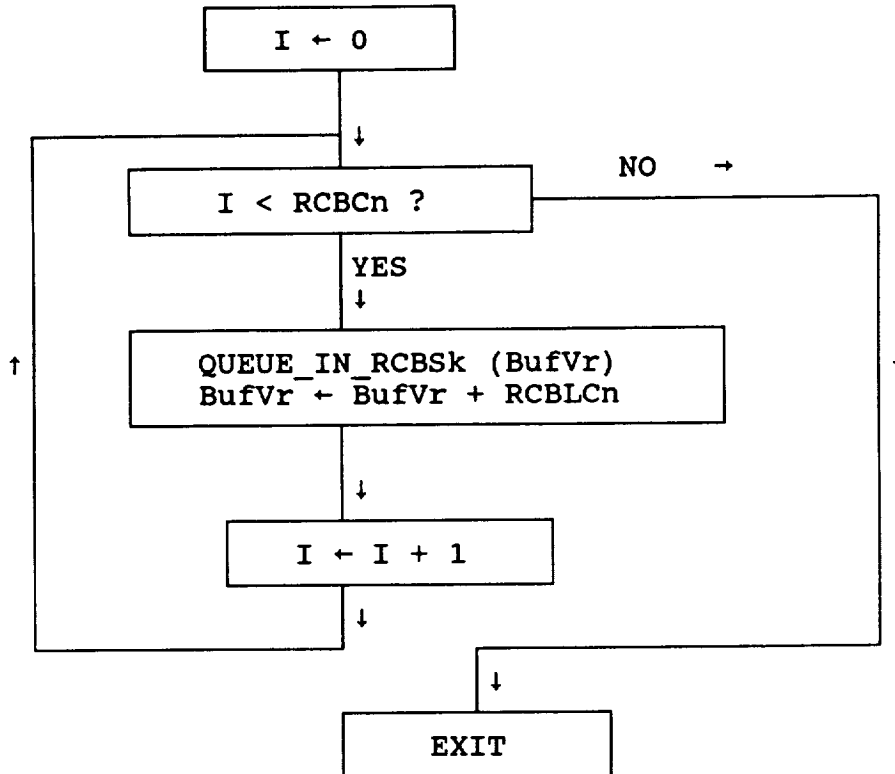 I ← 0
↓
I < RCBCn ?
NO →
YES
↓
↑
QUEUE_IN_RCBSk (BufVr)
BufVr ← BufVr + RCBLCn
↓
I ← I + 1
↓
↓
EXIT